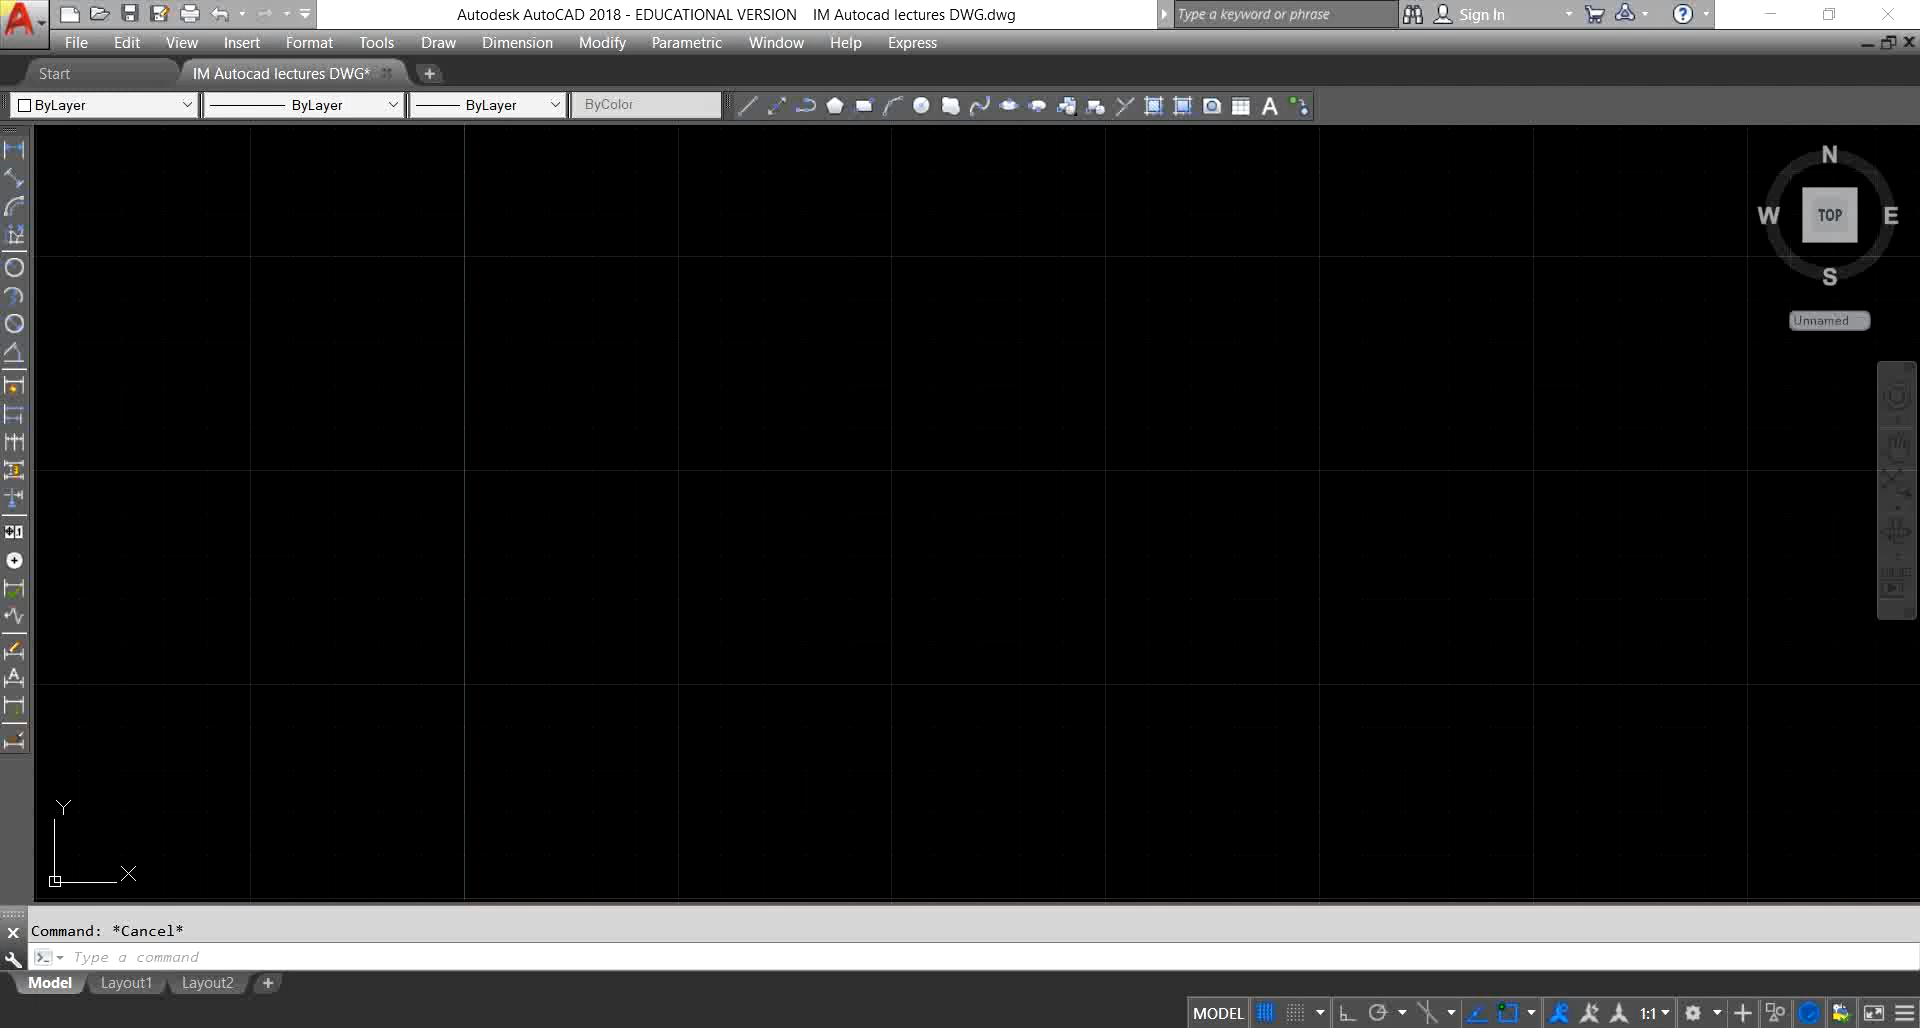 Autodesk AutoCAD 2018 - EDUCATIONAL VERSION    IM Autocad lectures DWG.dwg
Type a keyword or phrase
Sign In
File Edit View Insert Format Tools Draw Dimension Modify Parametric Window Help Express
Start
IM Autocad lectures DWG*
ByLayer
ByLayer
ByLayer
ByColor
A
N
W TOP E
S
Unnamed
Y
X
Command: *Cancel*
Type a command
Model Layout1 Layout2
MODEL
1:1